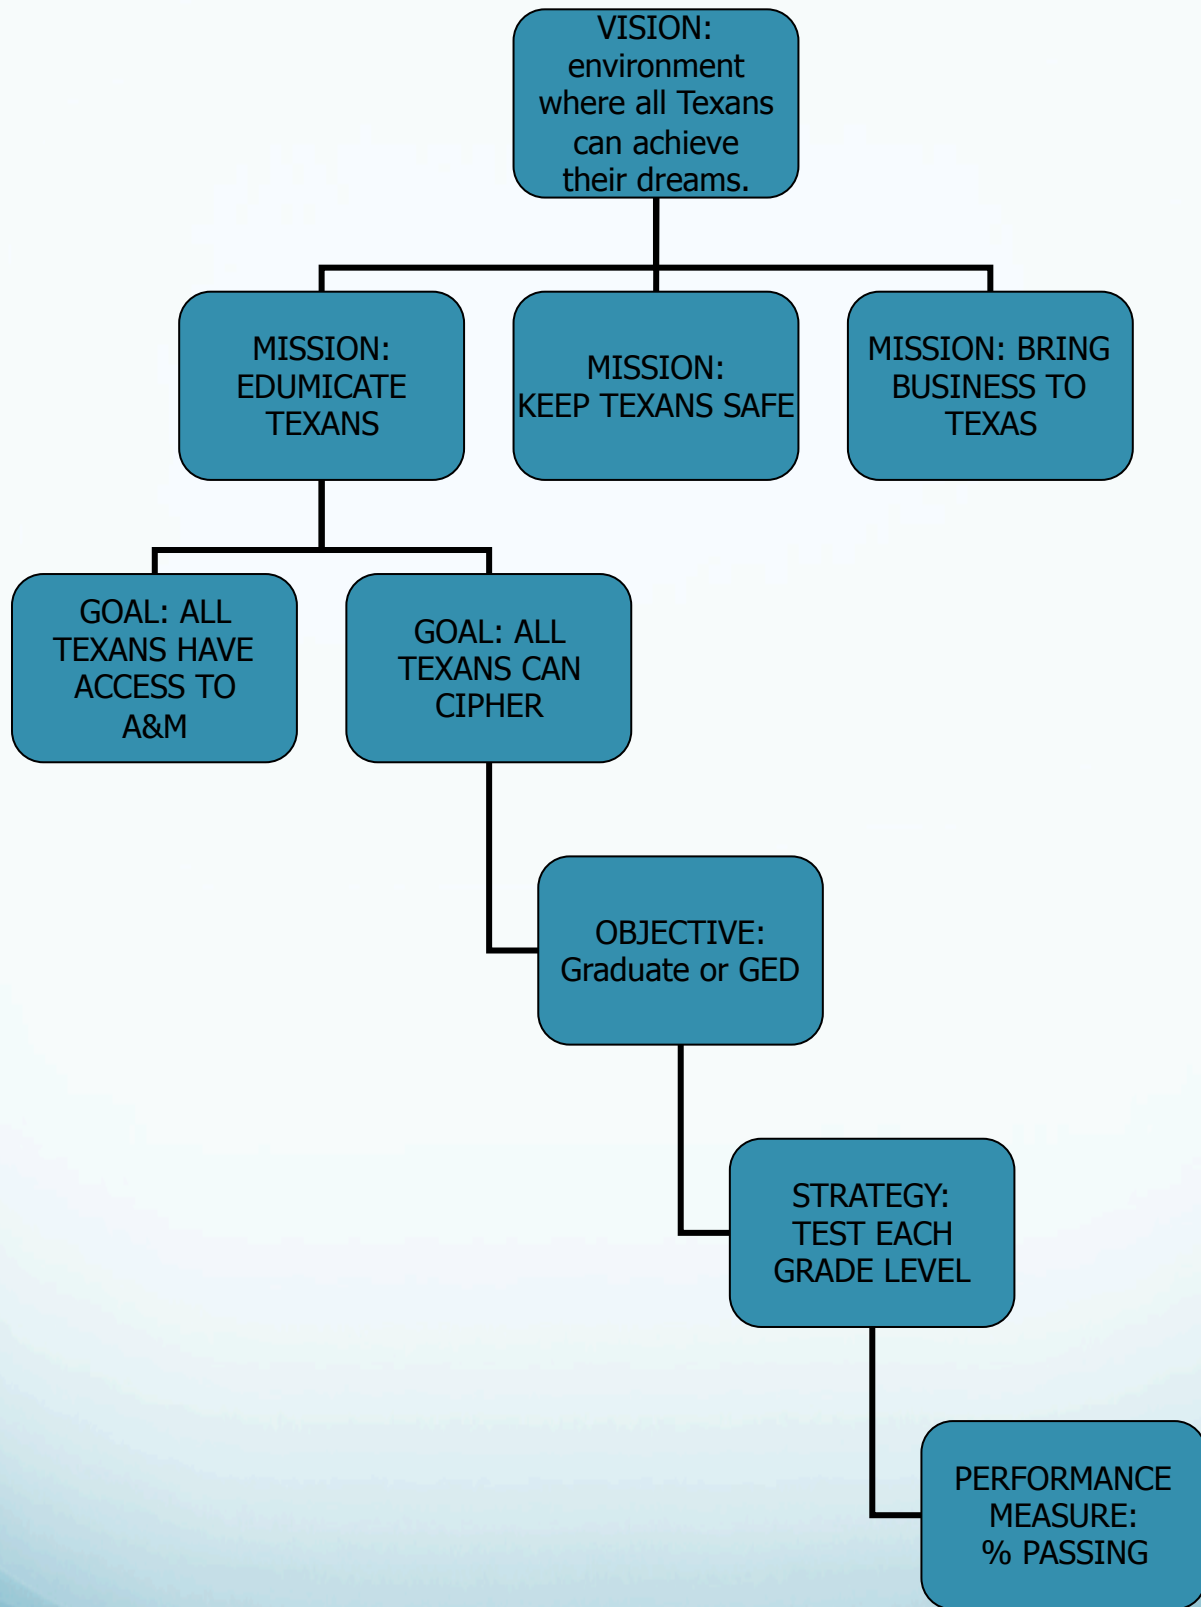 VISION:
environment
where all Texans
can achieve
their dreams.
MISSION:
EDUMICATE
TEXANS
MISSION:
KEEP TEXANS SAFE
MISSION: BRING
BUSINESS TO
TEXAS
GOAL: ALL
TEXANS HAVE
ACCESS TO
A&M
GOAL: ALL
TEXANS CAN
CIPHER
OBJECTIVE:
Graduate or GED
STRATEGY:
TEST EACH
GRADE LEVEL
PERFORMANCE
MEASURE:
% PASSING